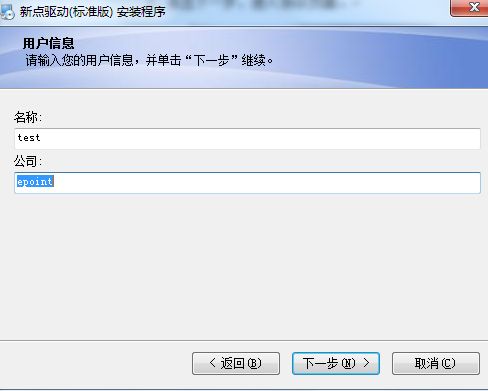 新点驱动(标准版) 安装程序
用户信息
请输入您的用户信息，并单击“下一步”继续。
名称:
test
公司:
epoint
< 返回(B)
下一步(N) >
取消(C)